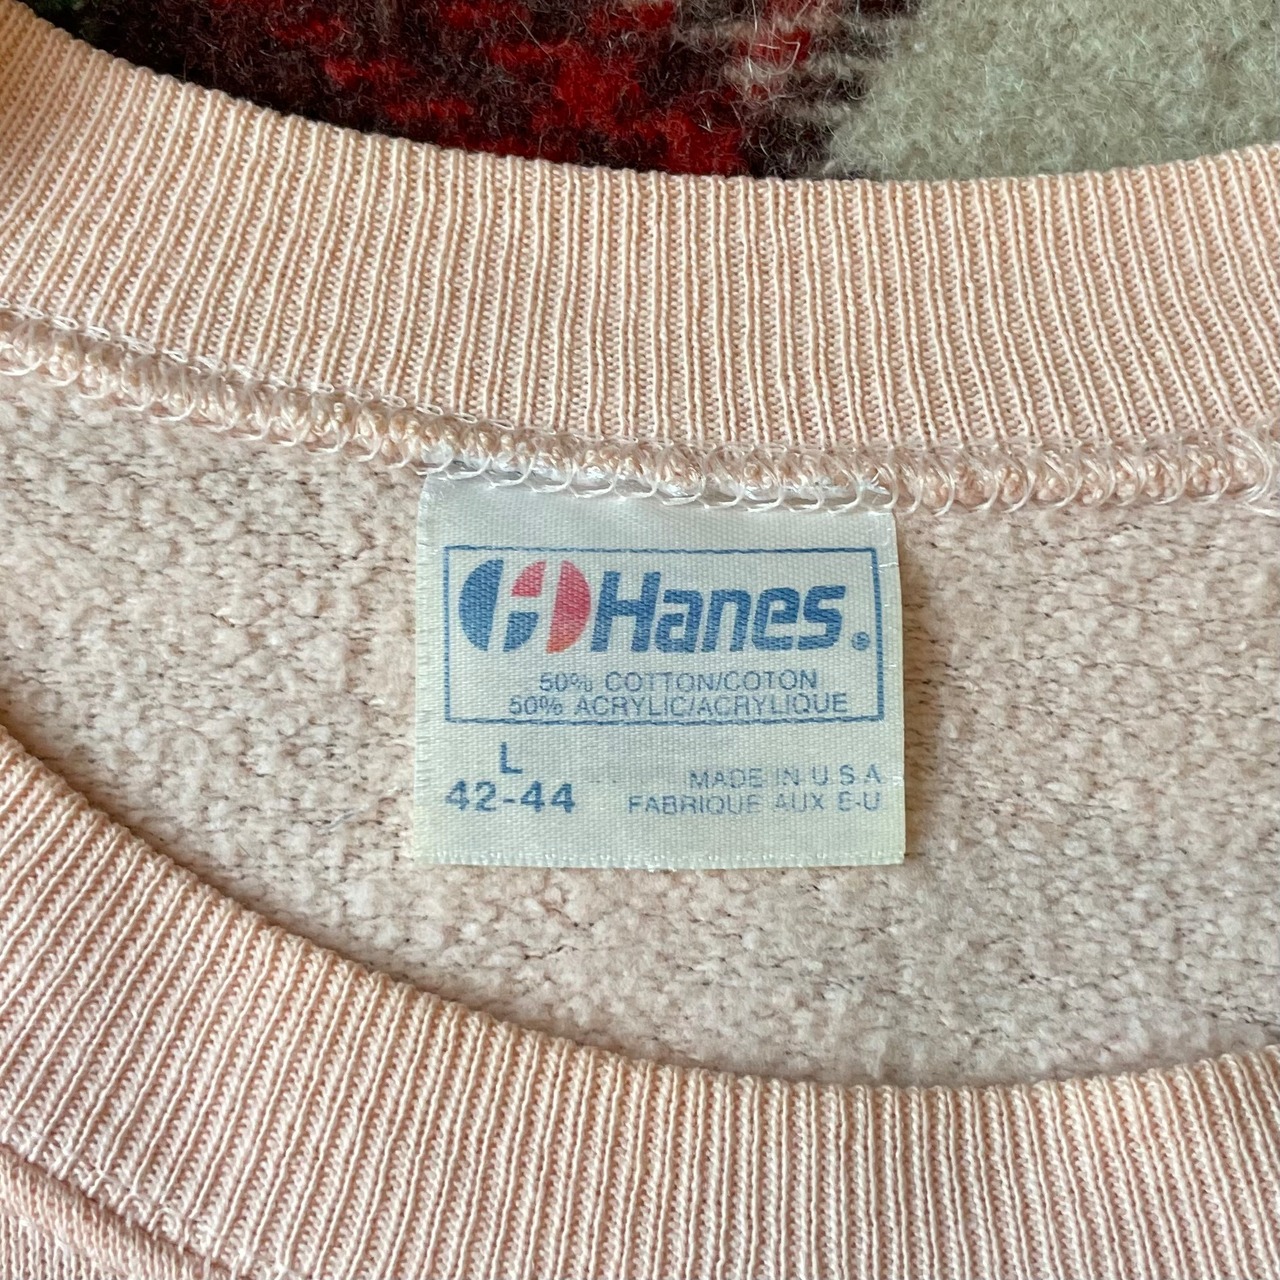 H Hanes®
50% COTTON/COTON
50% ACRYLIC/ACRYLIQUE
L
42-44
MADE IN U.S.A.
FABRIQUE AUX E-U